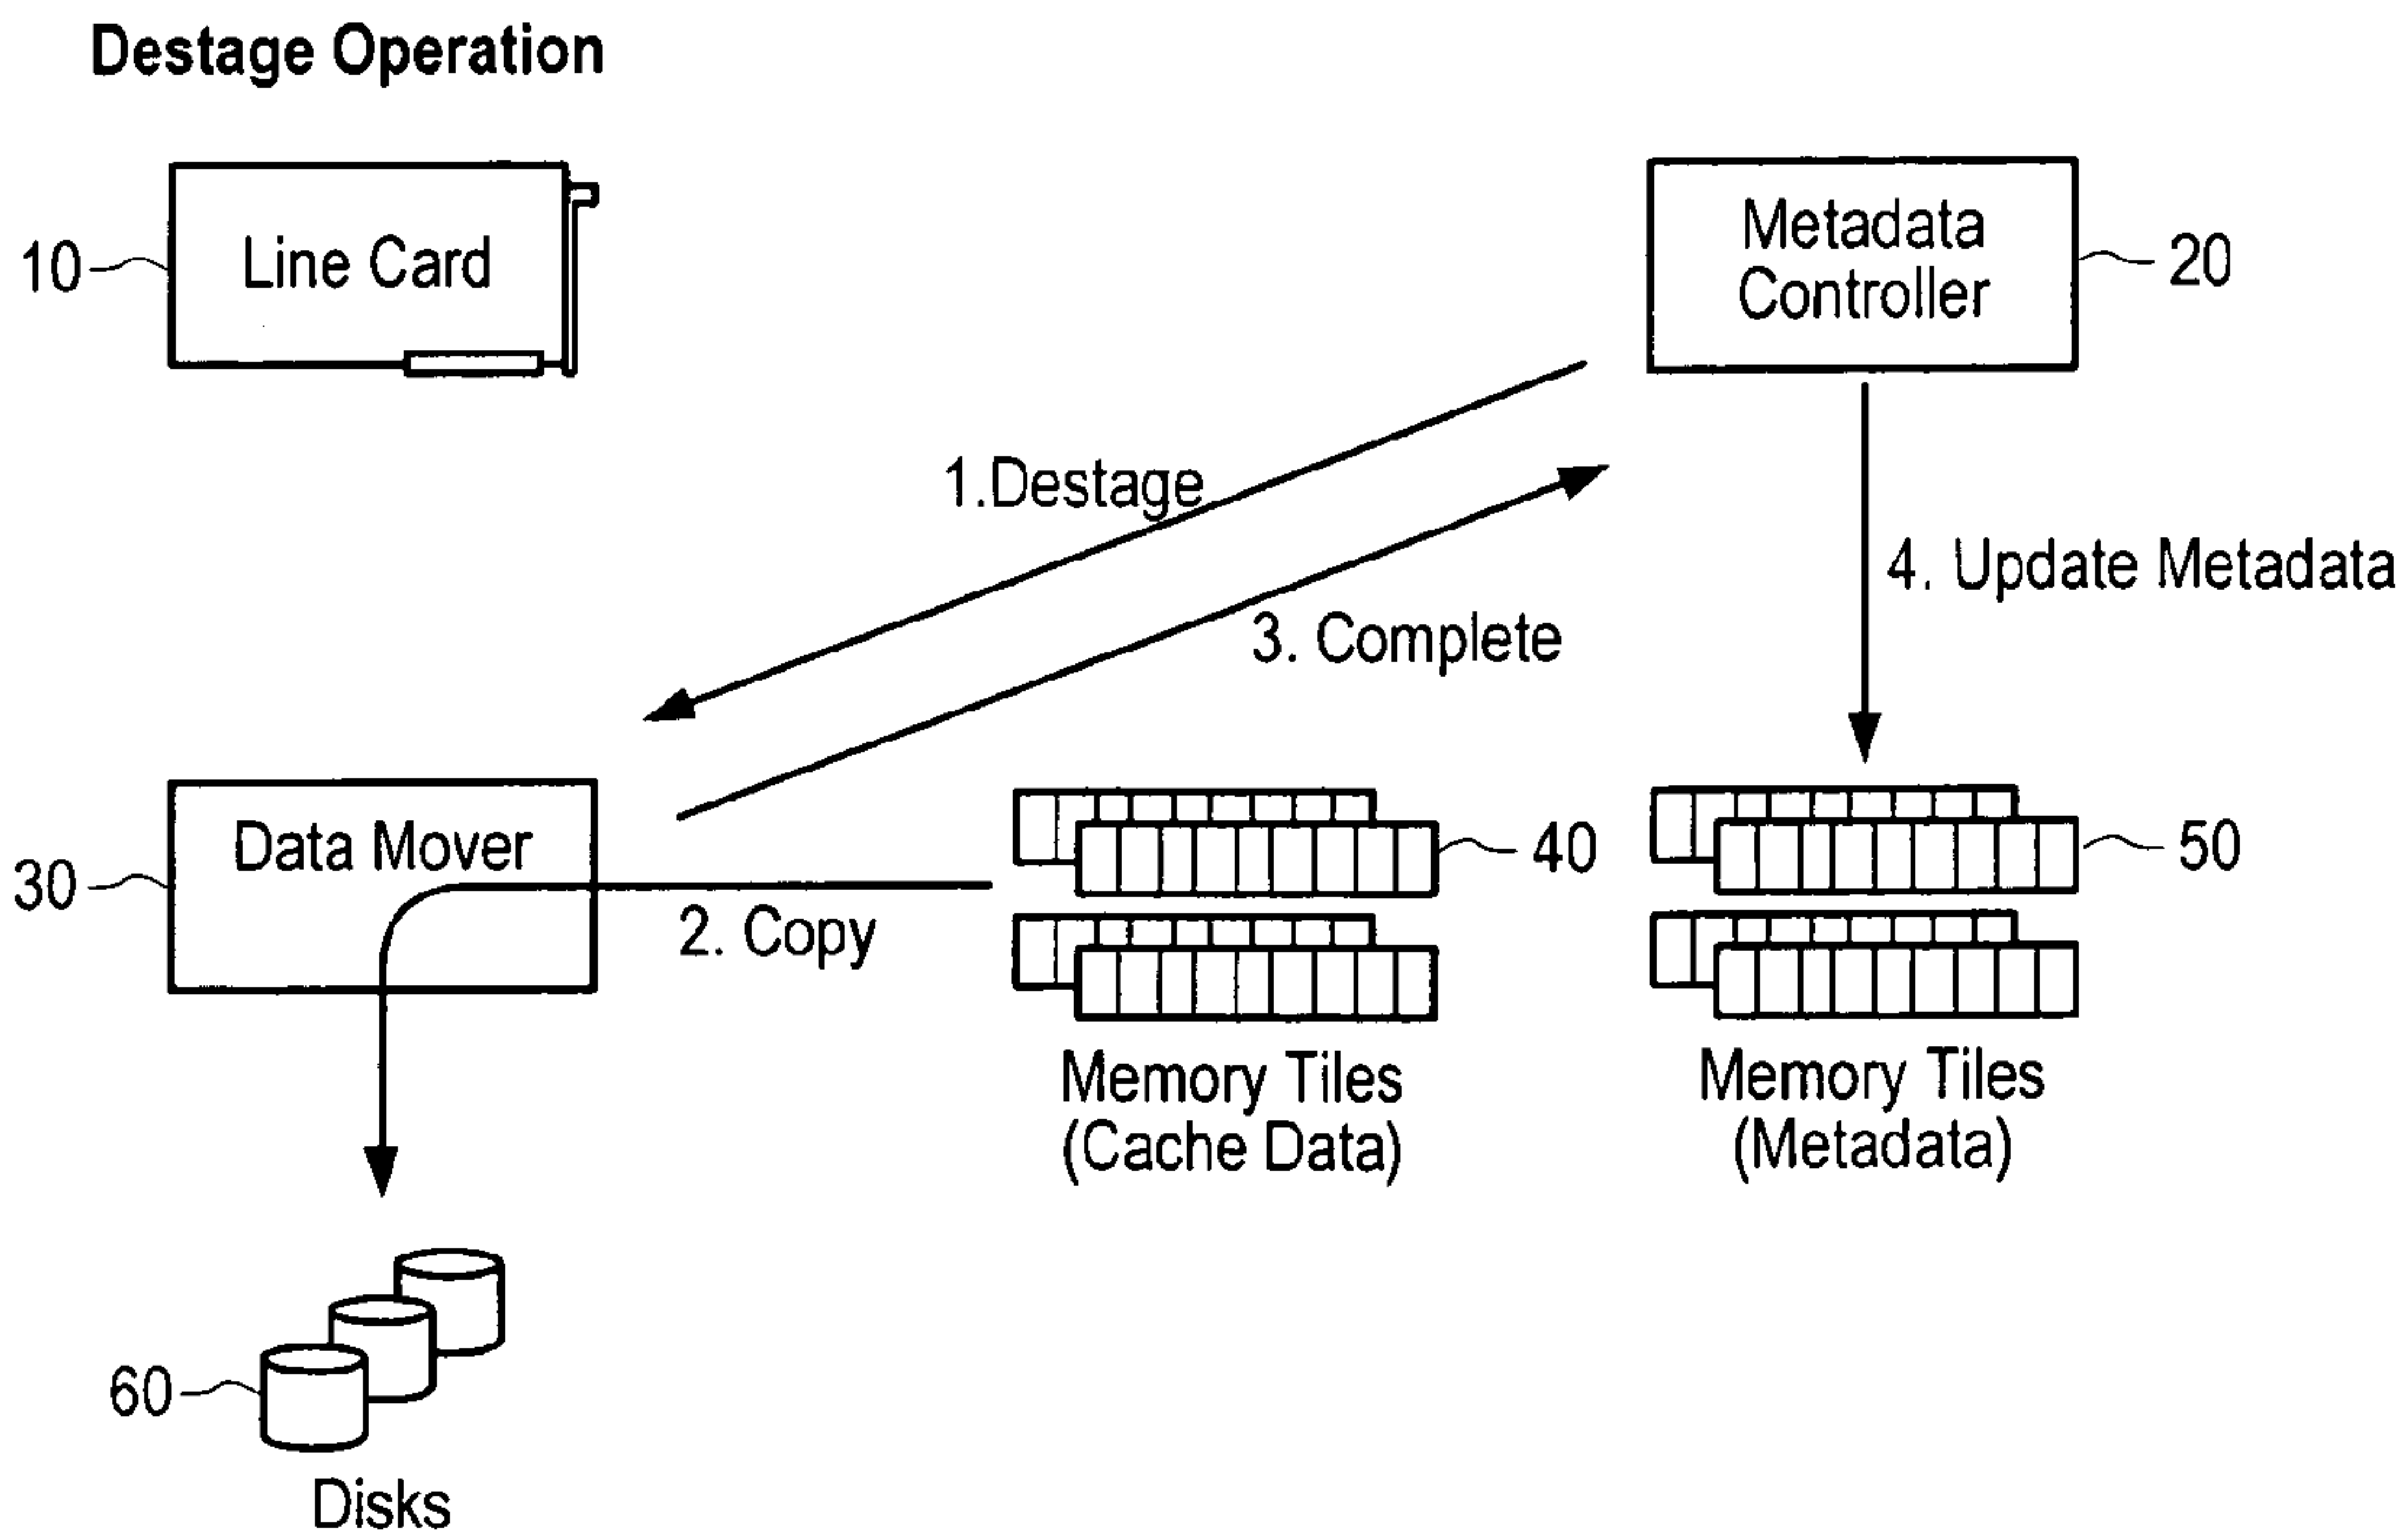 Destage Operation
10
Line Card
Metadata
Controller
20
1.Destage
3. Complete
4. Update Metadata
30
Data Mover
2. Copy
40
50
Memory Tiles
(Cache Data)
Memory Tiles
(Metadata)
60
Disks